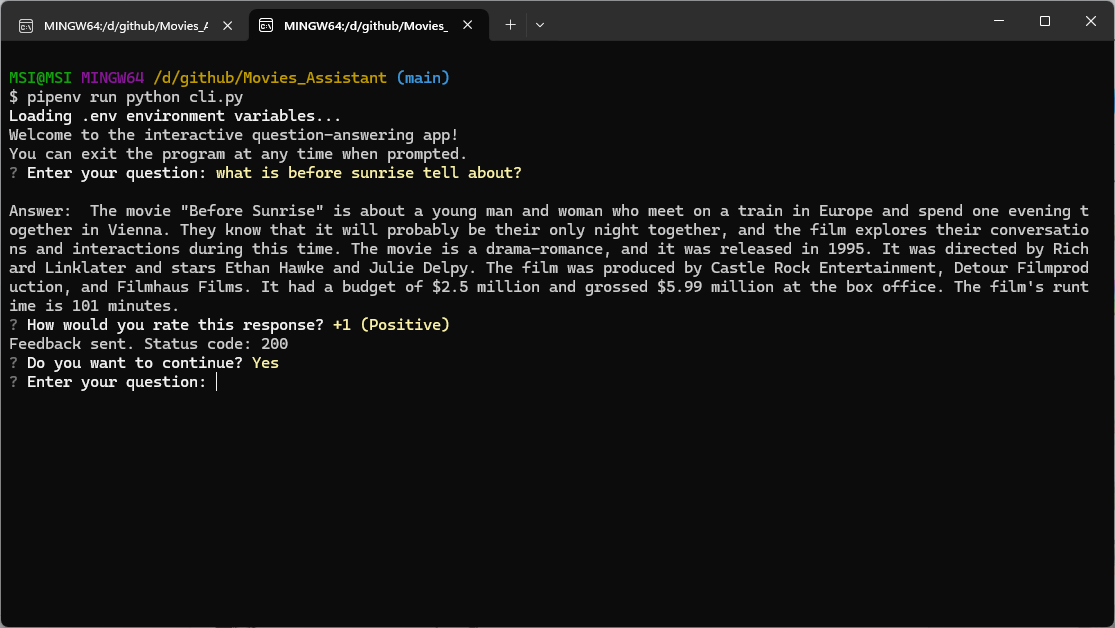 MINGW64:/d/github/Movies_A
MINGW64:/d/github/Movies_
MSI@MSI MINGW64 /d/github/Movies_Assistant (main)
$ pipenv run python cli.py
Loading .env environment variables...
Welcome to the interactive question-answering app!
You can exit the program at any time when prompted.
? Enter your question: what is before sunrise tell about?
Answer:  The movie "Before Sunrise" is about a young man and woman who meet on a train in Europe and spend one evening t
ogether in Vienna. They know that it will probably be their only night together, and the film explores their conversatio
ns and interactions during this time. The movie is a drama-romance, and it was released in 1995. It was directed by Rich
ard Linklater and stars Ethan Hawke and Julie Delpy. The film was produced by Castle Rock Entertainment, Detour Filmprod
uction, and Filmhaus Films. It had a budget of $2.5 million and grossed $5.99 million at the box office. The film's runt
ime is 101 minutes.
? How would you rate this response? +1 (Positive)
Feedback sent. Status code: 200
? Do you want to continue? Yes
? Enter your question: